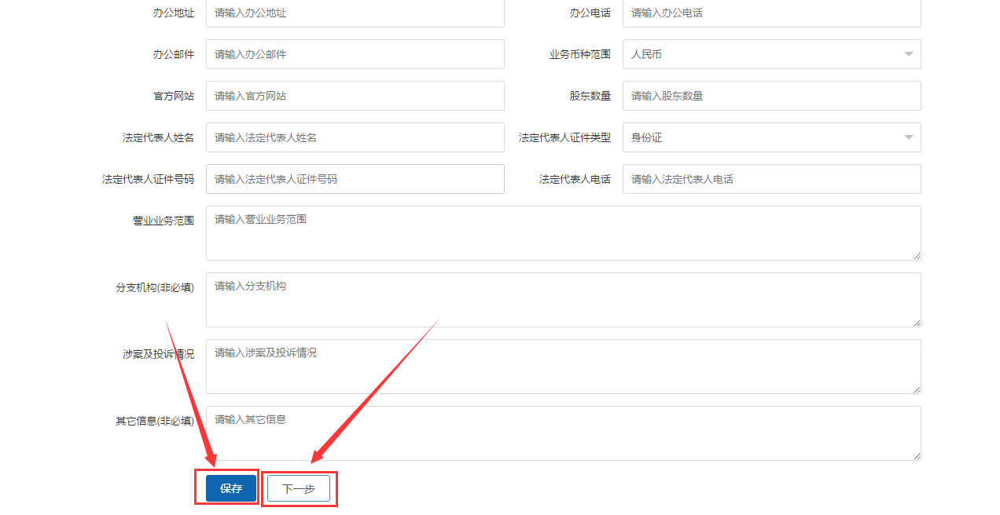 办公地址 请输入办公地址 办公电话 请输入办公电话
办公邮件 请输入办公邮件 业务币种范围 人民币
官方网站 请输入官方网站 股东数量 请输入股东数量
法定代表人姓名 请输入法定代表人姓名 法定代表人证件类型 身份证
法定代表人证件号码 请输入法定代表人证件号码 法定代表人电话 请输入法定代表人电话
营业业务范围 请输入营业业务范围
分支机构(非必填) 请输入分支机构
涉案及投诉情况 请输入涉案及投诉情况
其它信息(非必填) 请输入其它信息
保存 下一步